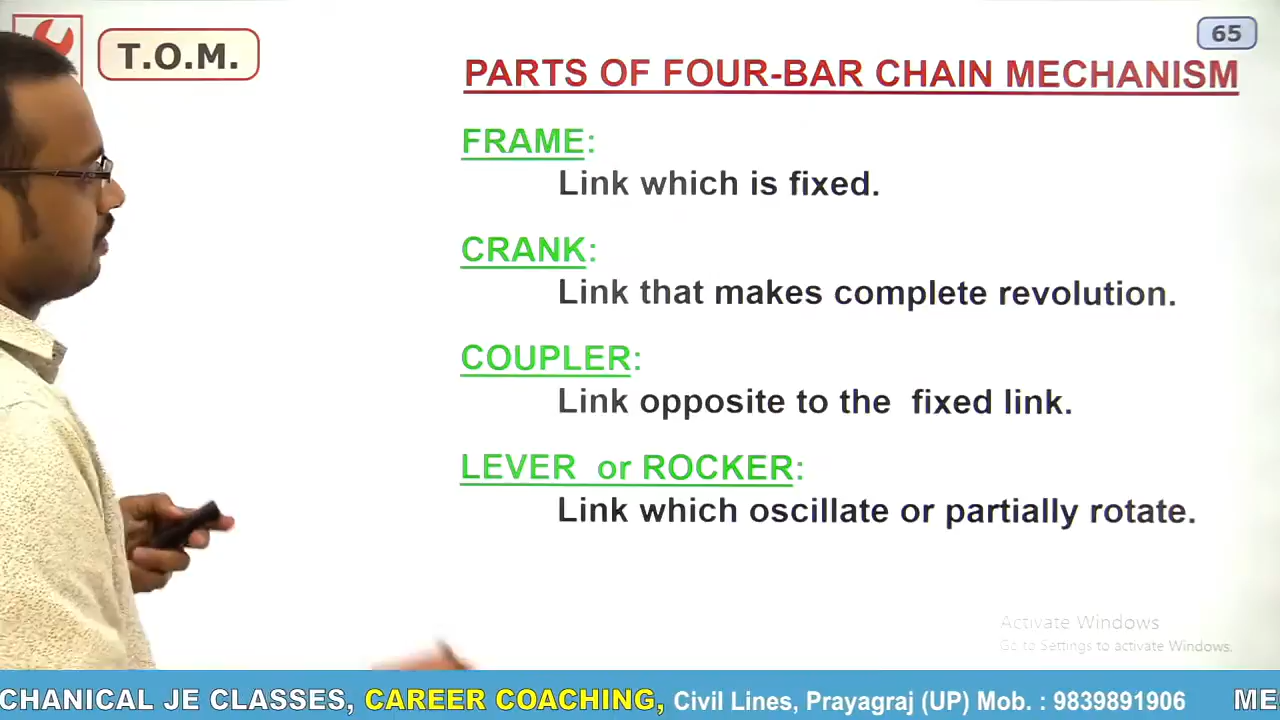 T.O.M.
65
PARTS OF FOUR-BAR CHAIN MECHANISM
FRAME:
Link which is fixed.
CRANK:
Link that makes complete revolution.
COUPLER:
Link opposite to the fixed link.
LEVER or ROCKER:
Link which oscillate or partially rotate.
Activate Windows
Go to Settings to activate Windows.
CHANICAL JE CLASSES, CAREER COACHING, Civil Lines, Prayagraj (UP) Mob. : 9839891906 ME